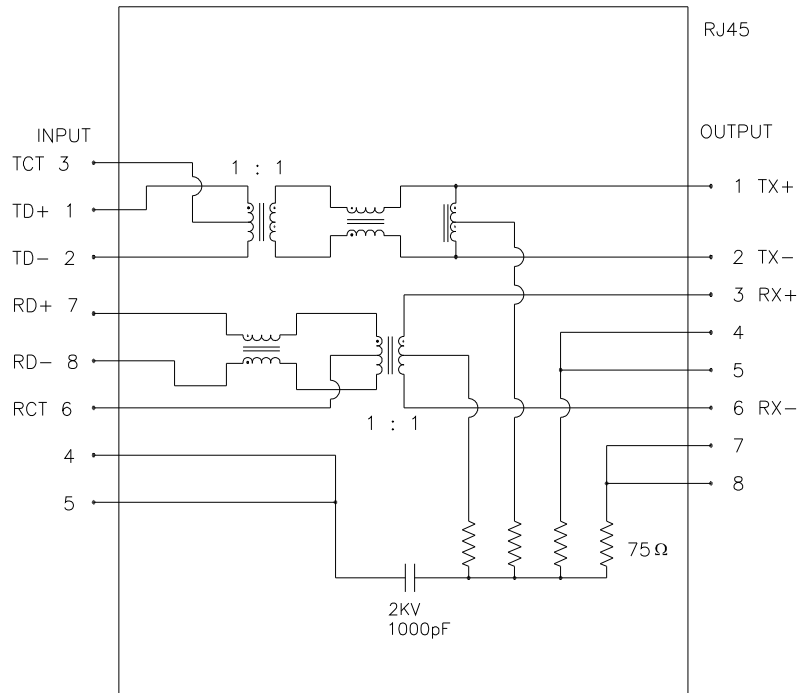 RJ45
INPUT
OUTPUT
TCT 3
1 : 1
1 TX+
TD+ 1
TD- 2
2 TX-
RD+ 7
3 RX+
4
RD- 8
5
RCT 6
6 RX-
1 : 1
7
4
8
5
75Ω
2KV
1000pF